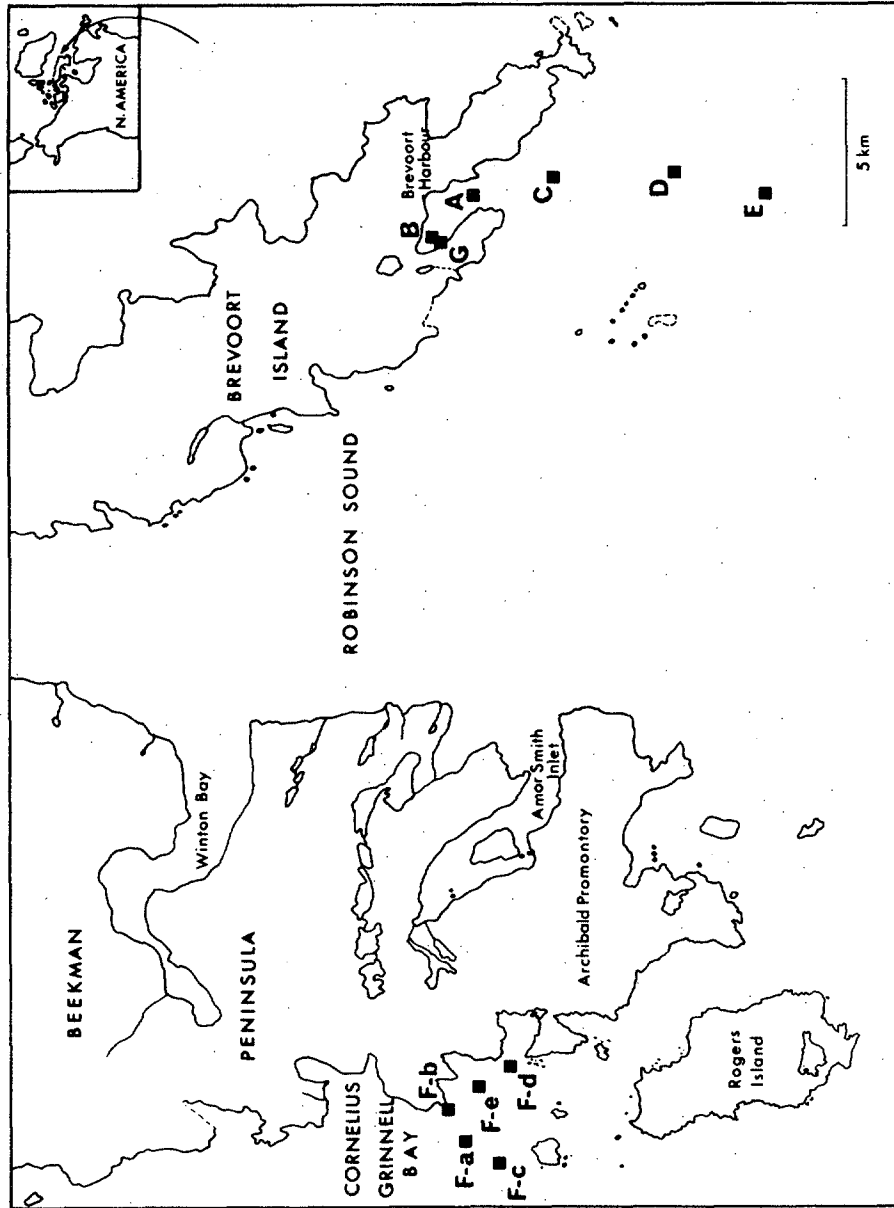 N. AMERICA
BEEKMAN
PENINSULA
Winton Bay
CORNELIUS
GRINNELL
BAY
F-b
F-a
F-e
F-c
F-d
Amor Smith
Inlet
Archibald Promontory
Rogers
Island
ROBINSON SOUND
BREVOORT
ISLAND
Brevoort
Harbour
B
A
G
C
D
E
5 km